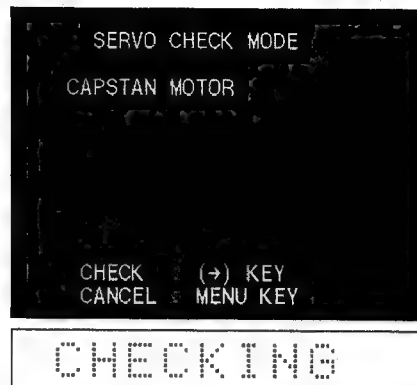 SERVO CHECK MODE
CAPSTAN MOTOR
CHECK : (→) KEY
CANCEL : MENU KEY
CHECKING